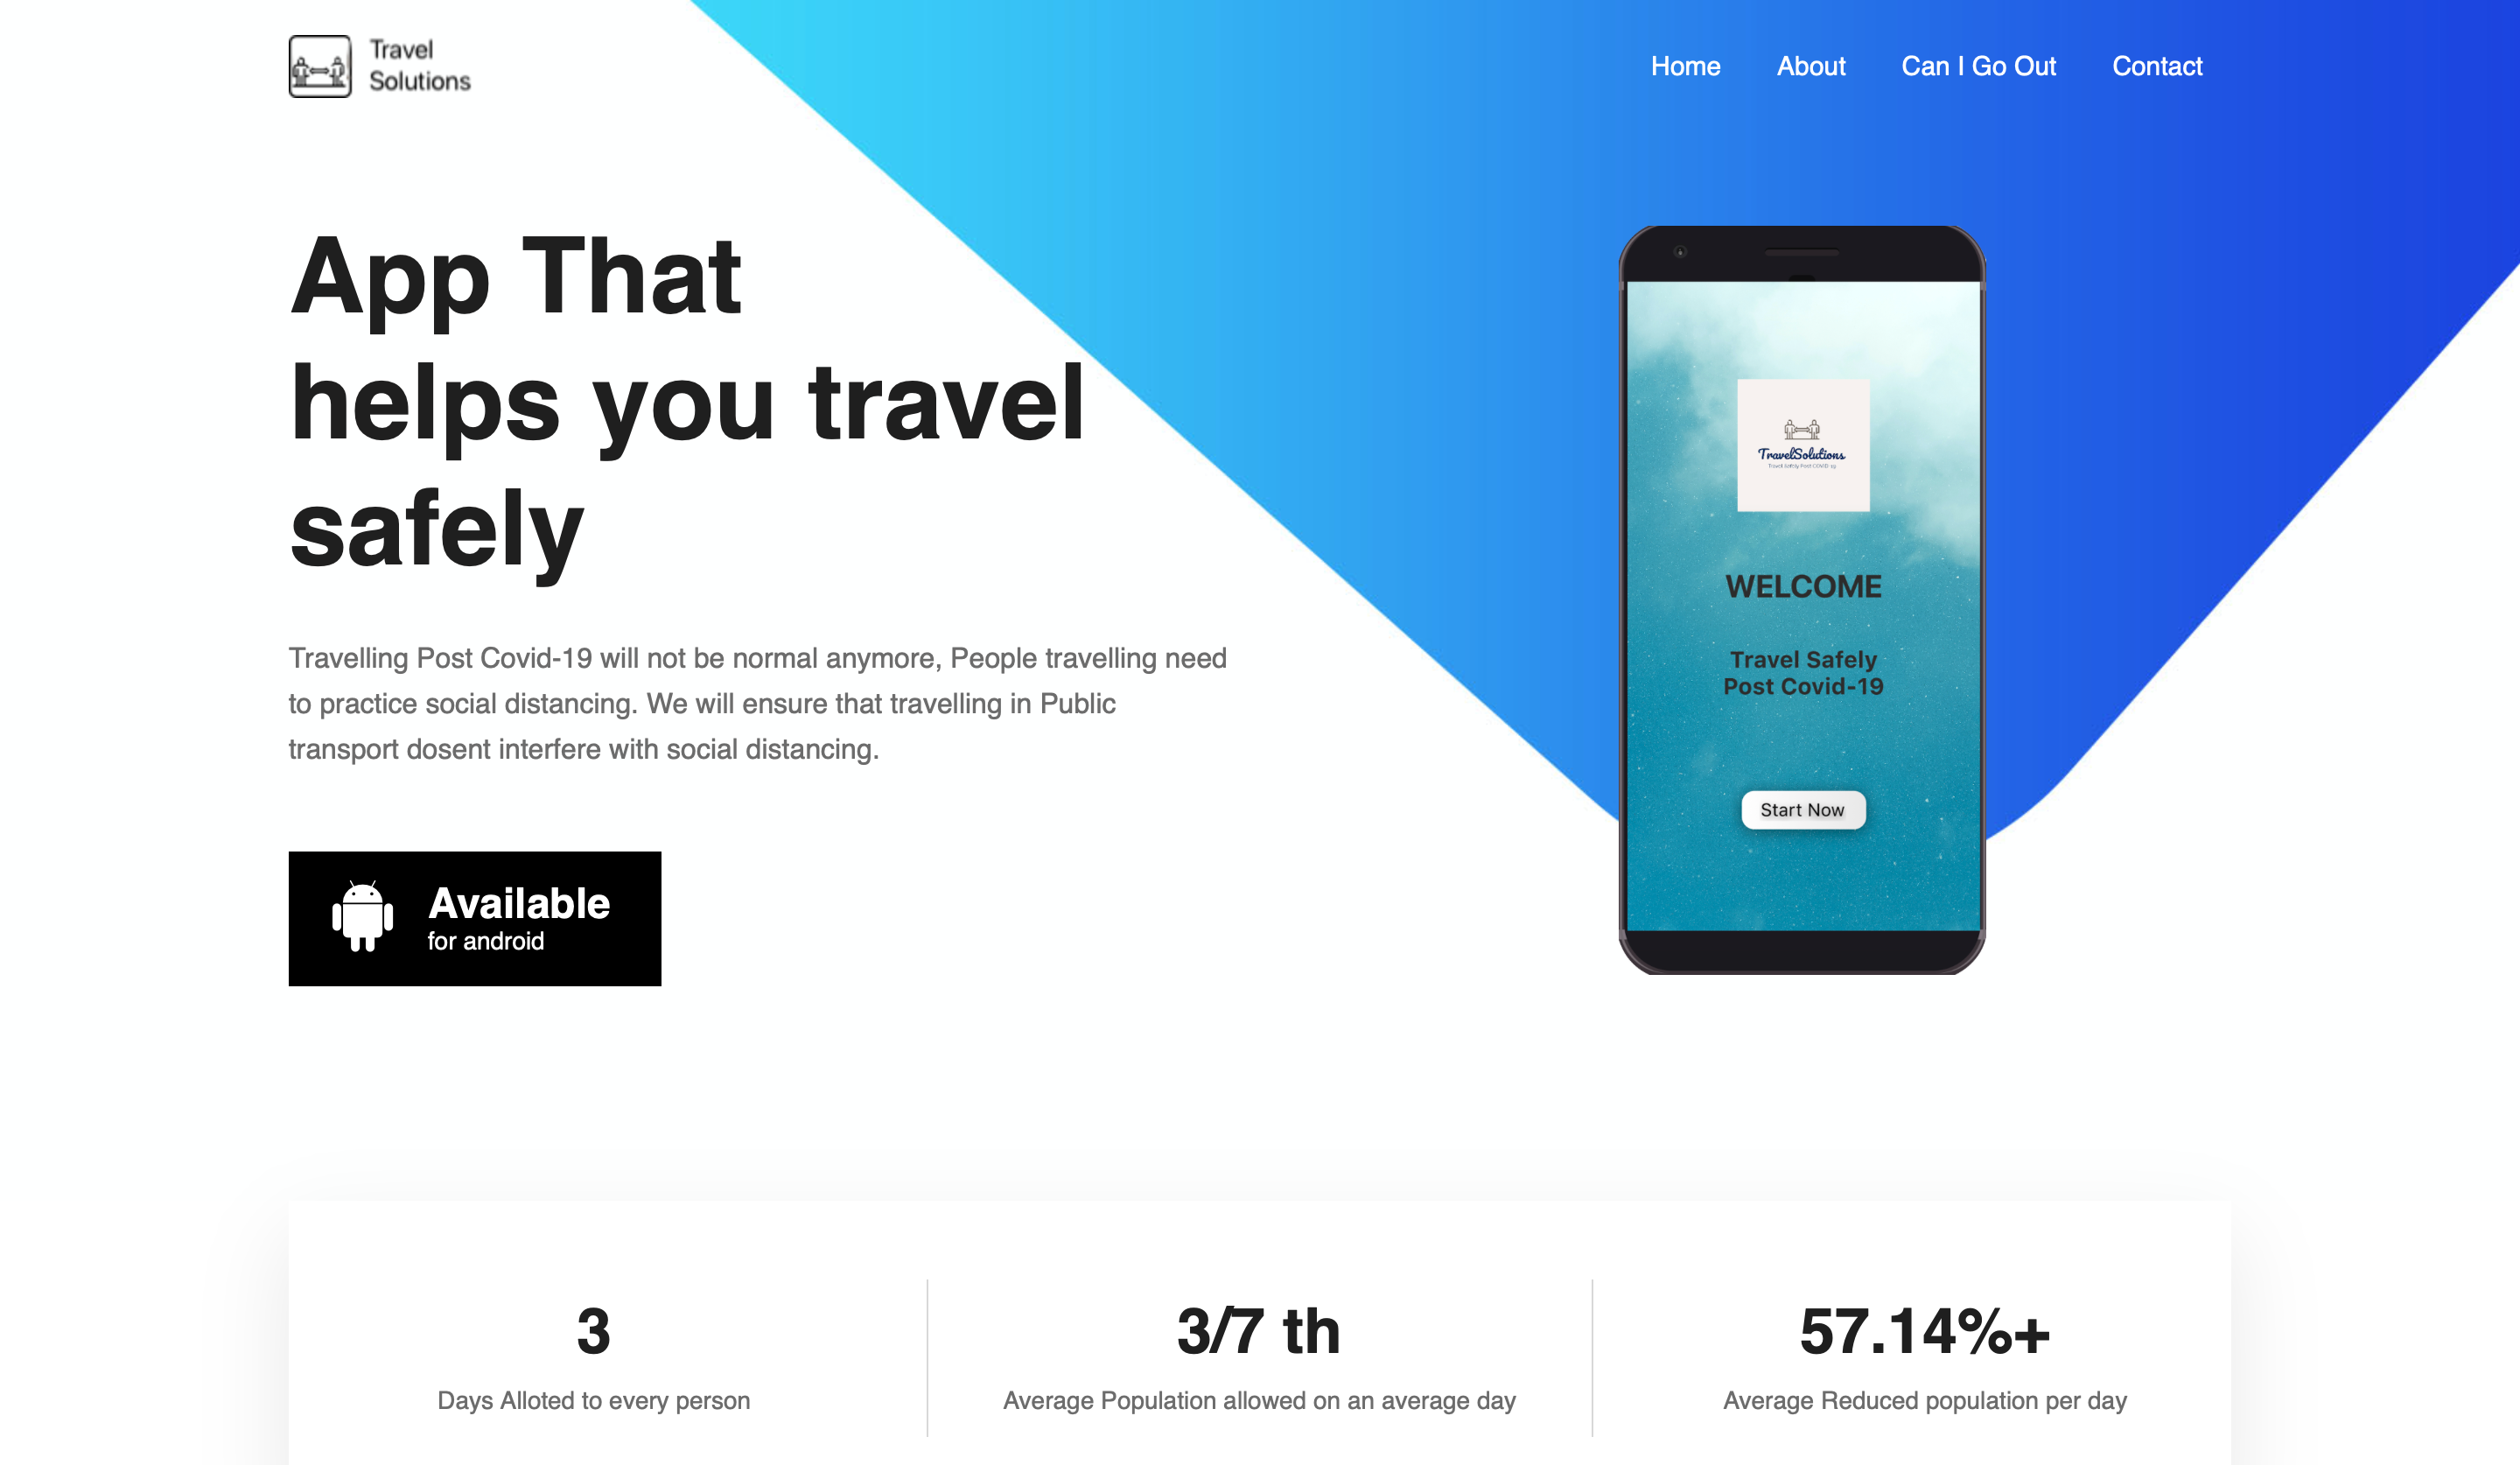 Travel
Solutions
Home About Can I Go Out Contact
App That
helps you travel
safely
Travelling Post Covid-19 will not be normal anymore, People travelling need
to practice social distancing. We will ensure that travelling in Public
transport dosent interfere with social distancing.
Available
for android
TravelSolutions
Travel Safely Post COVID-19
WELCOME
Travel Safely
Post Covid-19
Start Now
3 3/7 th 57.14%+
Days Alloted to every person Average Population allowed on an average day Average Reduced population per day